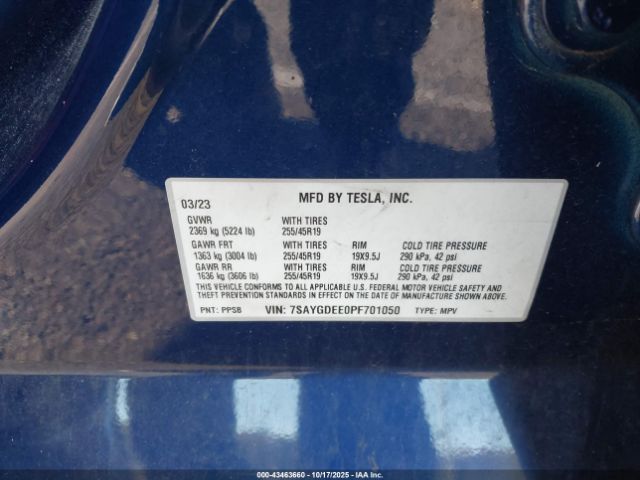 03/23 MFD BY TESLA, INC.
GVWR WITH TIRES
2369 kg (5224 lb) 255/45R19
GAWR FRT WITH TIRES RIM COLD TIRE PRESSURE
1363 kg (3004 lb) 255/45R19 19X9.5J 290 kPa, 42 psi
GAWR RR WITH TIRES RIM COLD TIRE PRESSURE
1636 kg (3606 lb) 255/45R19 19X9.5J 290 kPa, 42 psi
THIS VEHICLE CONFORMS TO ALL APPLICABLE U.S. FEDERAL MOTOR VEHICLE SAFETY AND
THEFT PREVENTION STANDARDS IN EFFECT ON THE DATE OF MANUFACTURE SHOWN ABOVE.
PNT: PPSB VIN: 7SAYGDEE0PF701050 TYPE: MPV
000-43463660 - 10/17/2025 - www.iaai.com